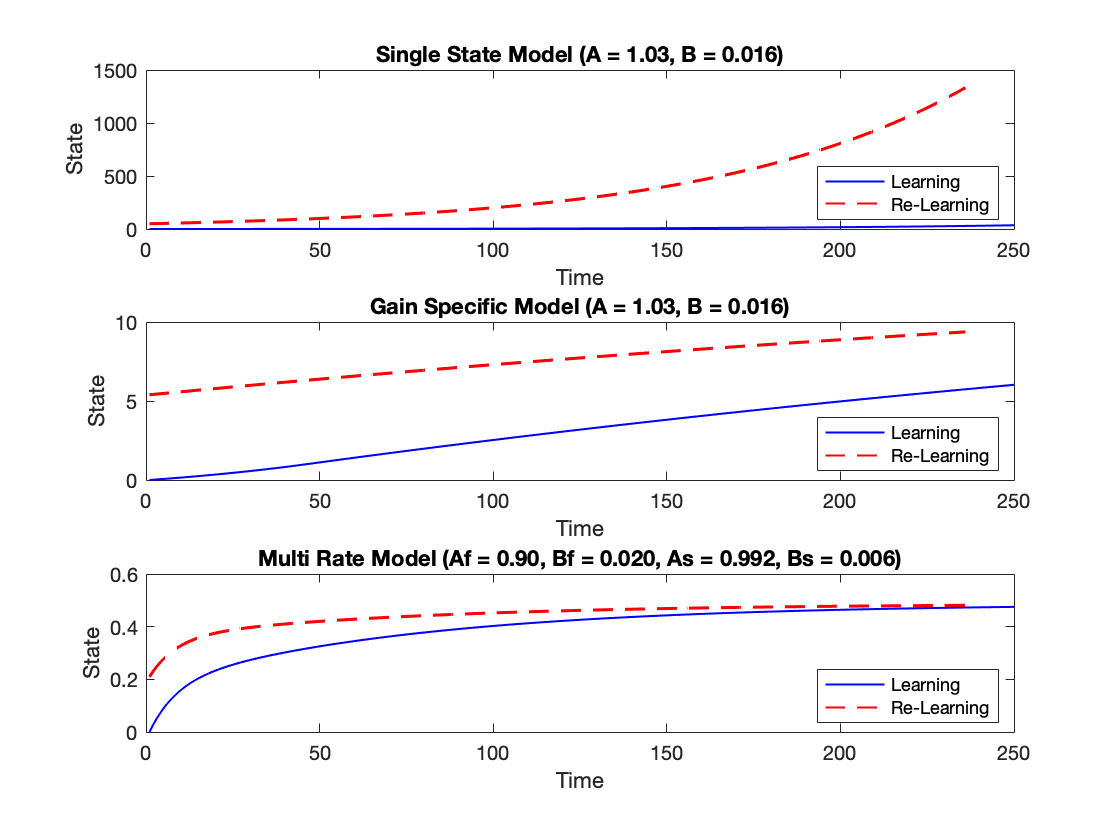 Single State Model (A = 1.03, B = 0.016)
1500
1000
500
0
State
0 50 100 150 200 250
Time
Learning
Re-Learning
Gain Specific Model (A = 1.03, B = 0.016)
10
5
0
State
0 50 100 150 200 250
Time
Learning
Re-Learning
Multi Rate Model (Af = 0.90, Bf = 0.020, As = 0.992, Bs = 0.006)
0.6
0.4
0.2
0
State
0 50 100 150 200 250
Time
Learning
Re-Learning